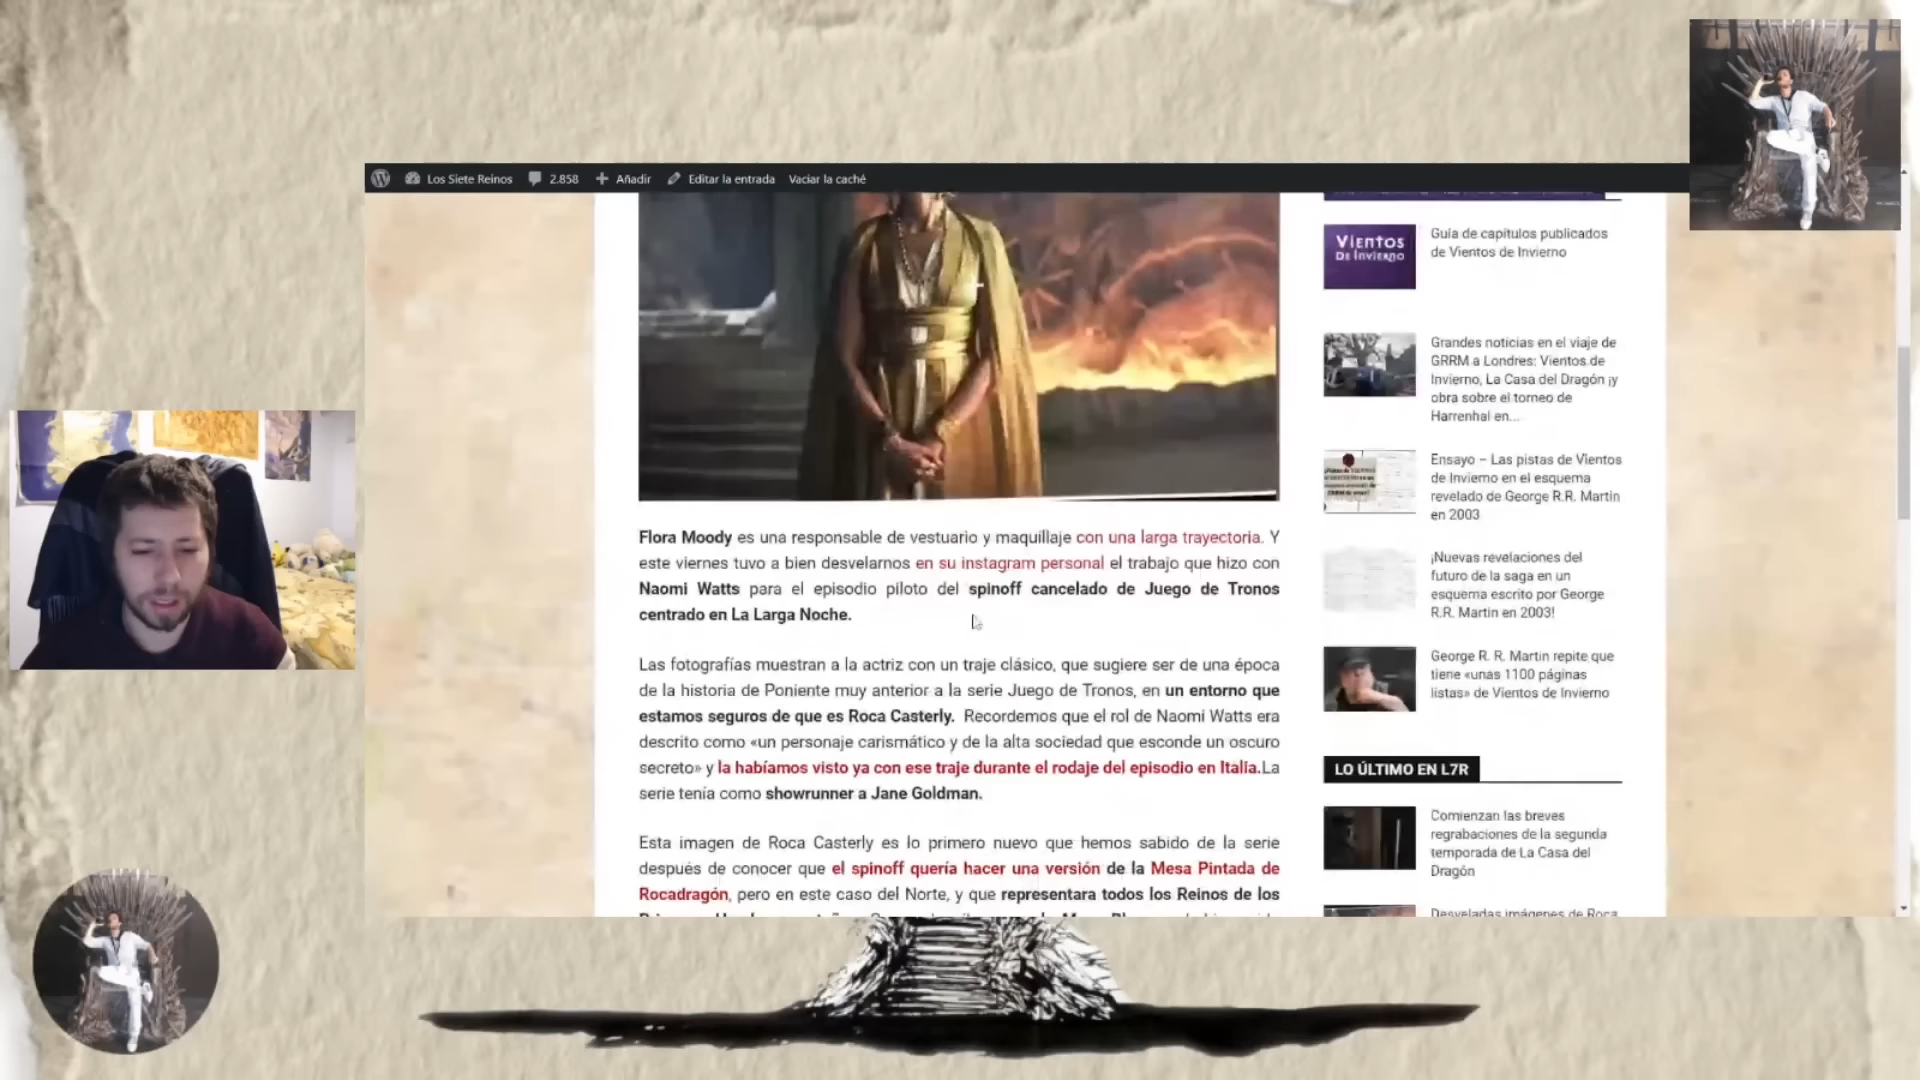 Los Siete Reinos 2.858 Añadir Editar la entrada Vaciar la caché
Flora Moody es una responsable de vestuario y maquillaje con una larga trayectoria. Y
este viernes tuvo a bien desvelarnos en su instagram personal el trabajo que hizo con
Naomi Watts para el episodio piloto del spinoff cancelado de Juego de Tronos
centrado en La Larga Noche.
Las fotografías muestran a la actriz con un traje clásico, que sugiere ser de una época
de la historia de Poniente muy anterior a la serie Juego de Tronos, en un entorno que
estamos seguros de que es Roca Casterly. Recordemos que el rol de Naomi Watts era
descrito como «un personaje carismático y de la alta sociedad que esconde un oscuro
secreto» y la habíamos visto ya con ese traje durante el rodaje del episodio en Italia.La
serie tenía como showrunner a Jane Goldman.
Esta imagen de Roca Casterly es lo primero nuevo que hemos sabido de la serie
después de conocer que el spinoff quería hacer una versión de la Mesa Pintada de
Rocadragón, pero en este caso del Norte, y que representara todos los Reinos de los
VIENTOS
DE INVIERNO
Guía de capítulos publicados
de Vientos de Invierno
Grandes noticias en el viaje de
GRRM a Londres: Vientos de
Invierno, La Casa del Dragón ¡y
obra sobre el torneo de
Harrenhal en...
Ensayo – Las pistas de Vientos
de Invierno en el esquema
revelado de George R.R. Martin
en 2003
¡Nuevas revelaciones del
futuro de la saga en un
esquema escrito por George
R.R. Martin en 2003!
George R. R. Martin repite que
tiene «unas 1100 páginas
listas» de Vientos de Invierno
LO ÚLTIMO EN L7R
Comienzan las breves
regrabaciones de la segunda
temporada de La Casa del
Dragón
Desveladas imágenes de Roca